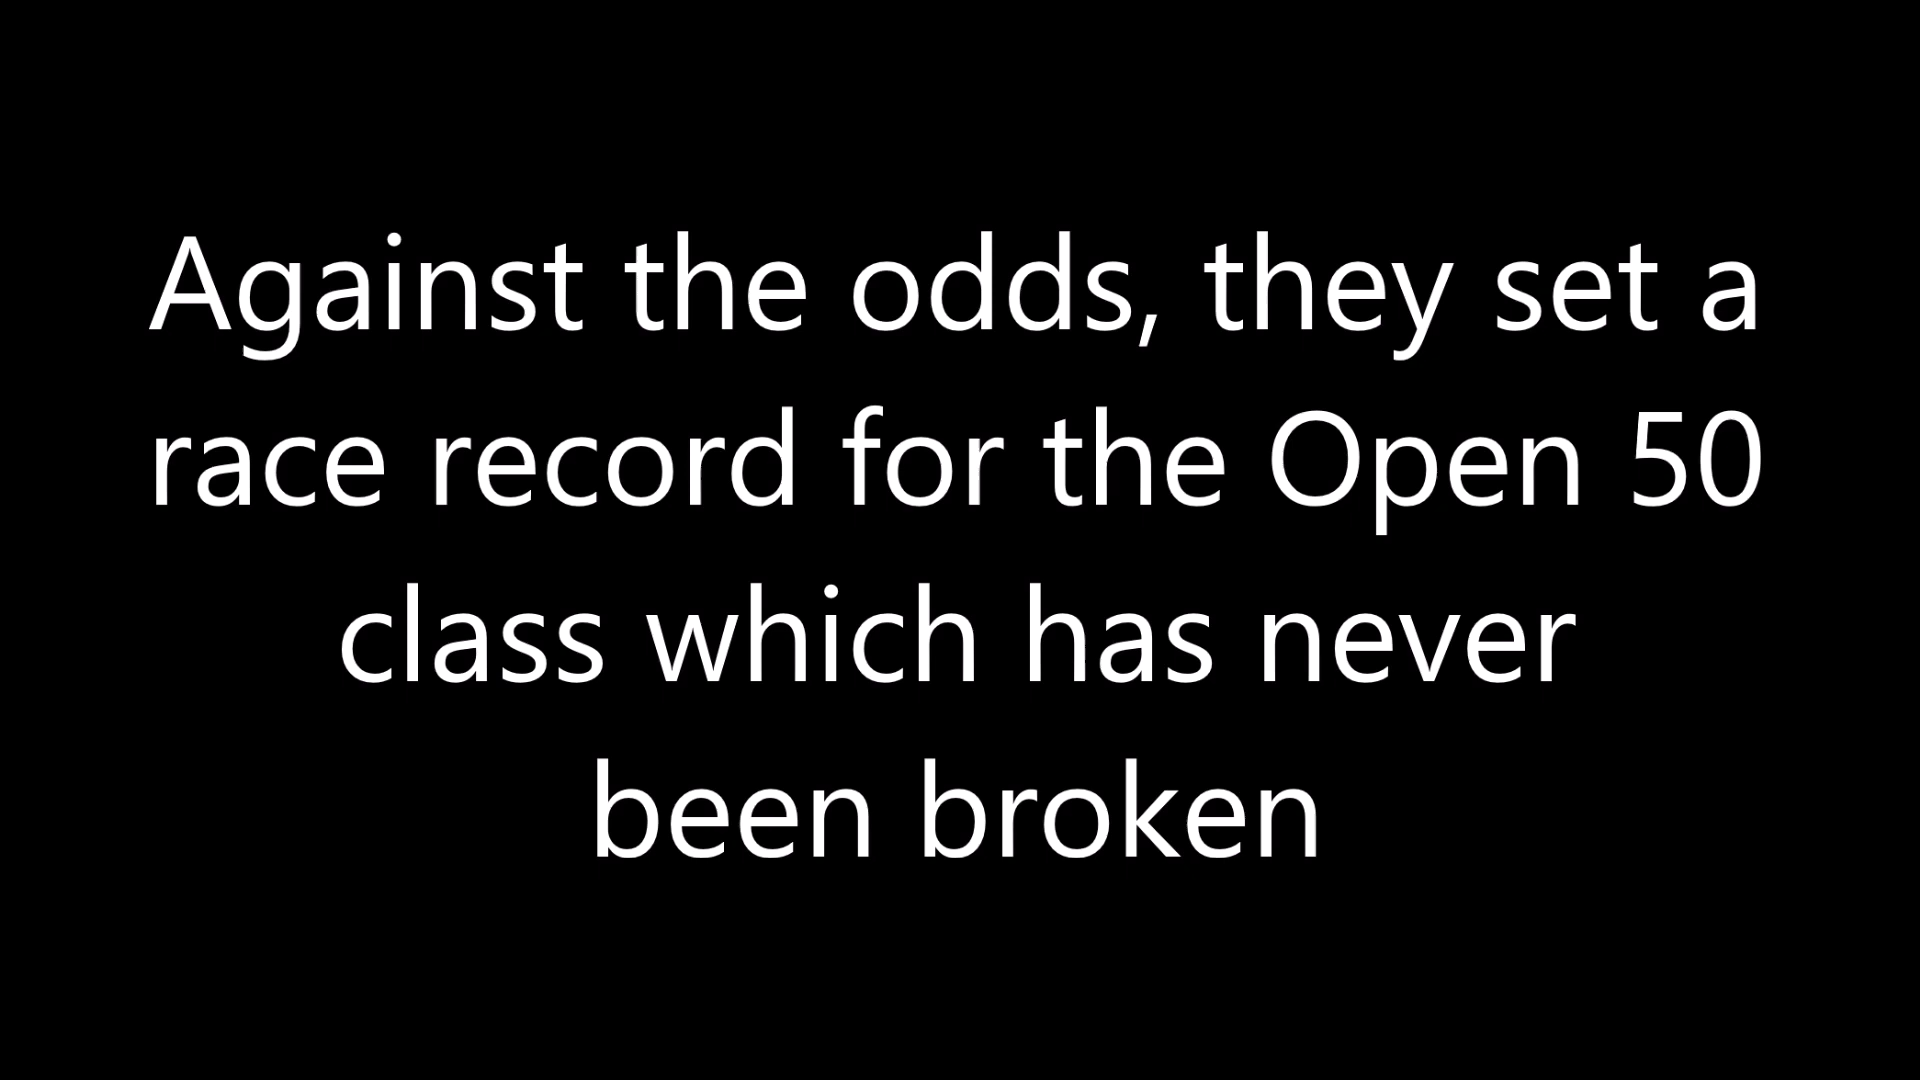 Against the odds, they set a
race record for the Open 50
class which has never
been broken